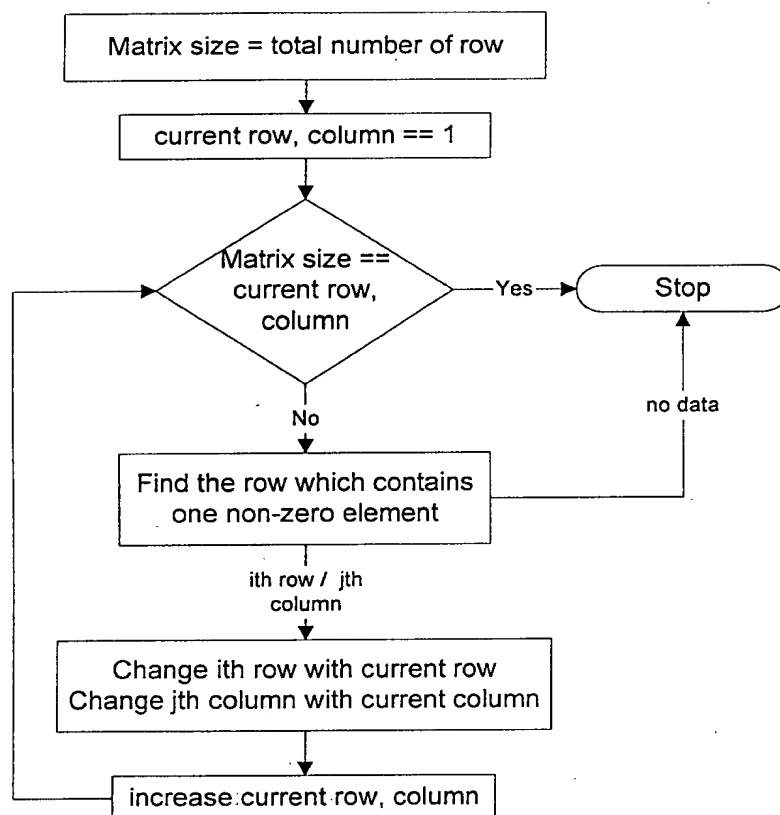 Matrix size = total number of row
current row, column == 1
Matrix size ==
current row,
column
Yes
Stop
No
no data
Find the row which contains
one non-zero element
ith row / jth
column
Change ith row with current row
Change jth column with current column
increase current row, column